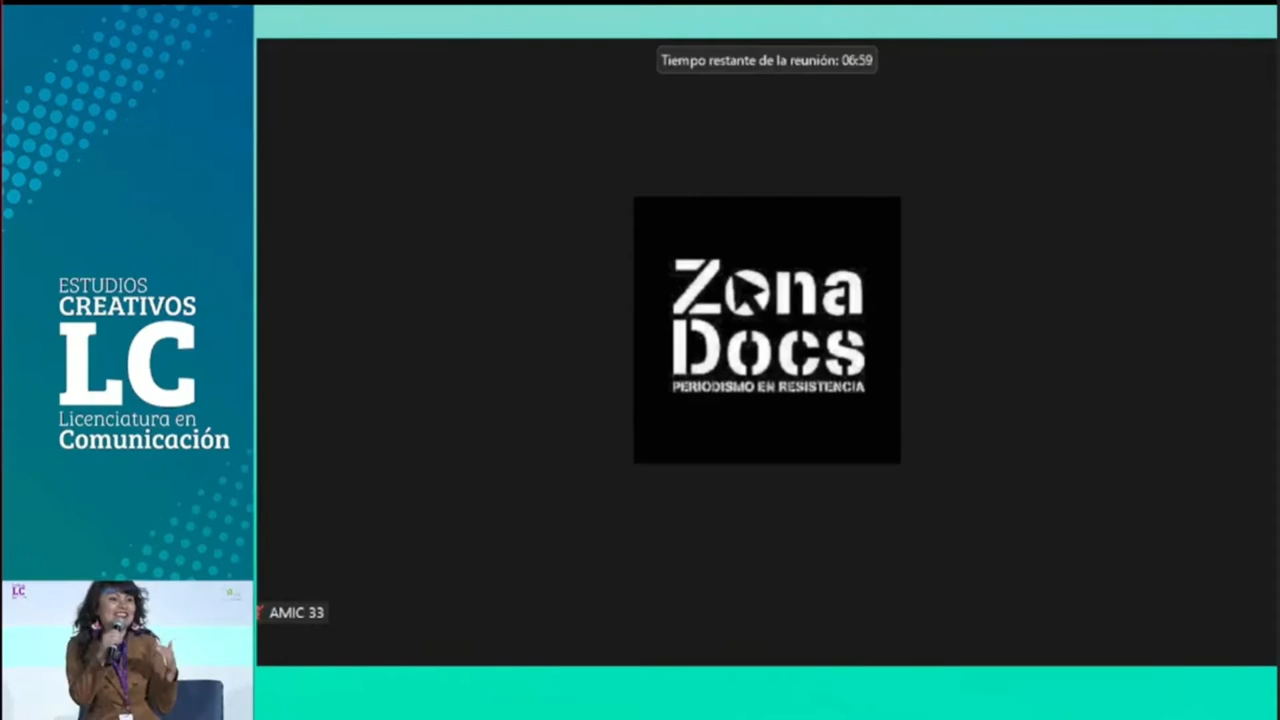 Tiempo restante de la reunión: 06:59
ESTUDIOS
CREATIVOS
LC
Licenciatura en
Comunicación
Zona
Docs
PERIODISMO EN RESISTENCIA
AMIC 33
LC